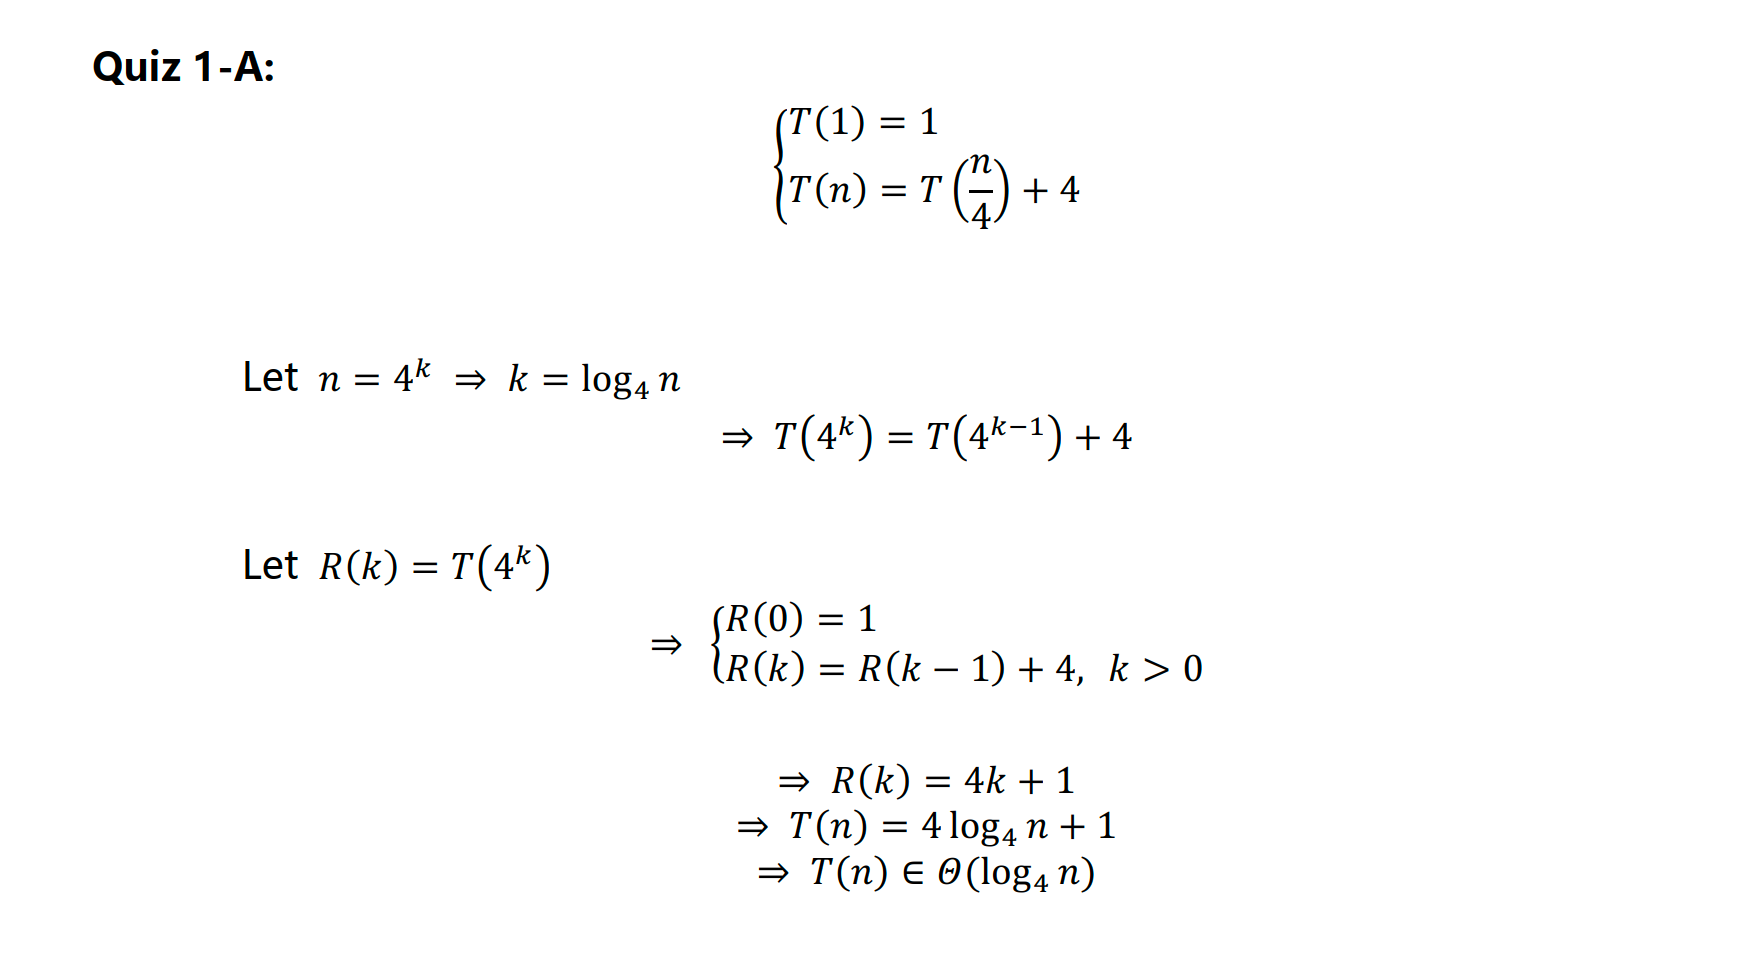 Quiz 1-A:
{T(1) = 1
T(n) = T(n/4) + 4
Let n = 4^k ⇒ k = log₄ n
⇒ T(4^k) = T(4^(k−1)) + 4
Let R(k) = T(4^k)
⇒ {R(0) = 1
R(k) = R(k − 1) + 4, k > 0
⇒ R(k) = 4k + 1
⇒ T(n) = 4 log₄ n + 1
⇒ T(n) ∈ Θ(log₄ n)